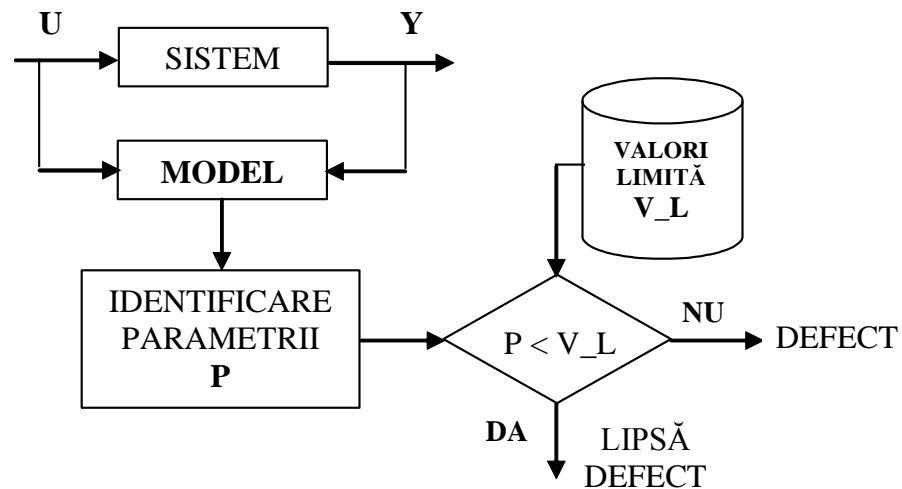 U
Y
SISTEM
MODEL
VALORI
LIMITĂ
V_L
IDENTIFICARE
PARAMETRII
P
P < V_L
NU
DEFECT
DA
LIPSĂ
DEFECT